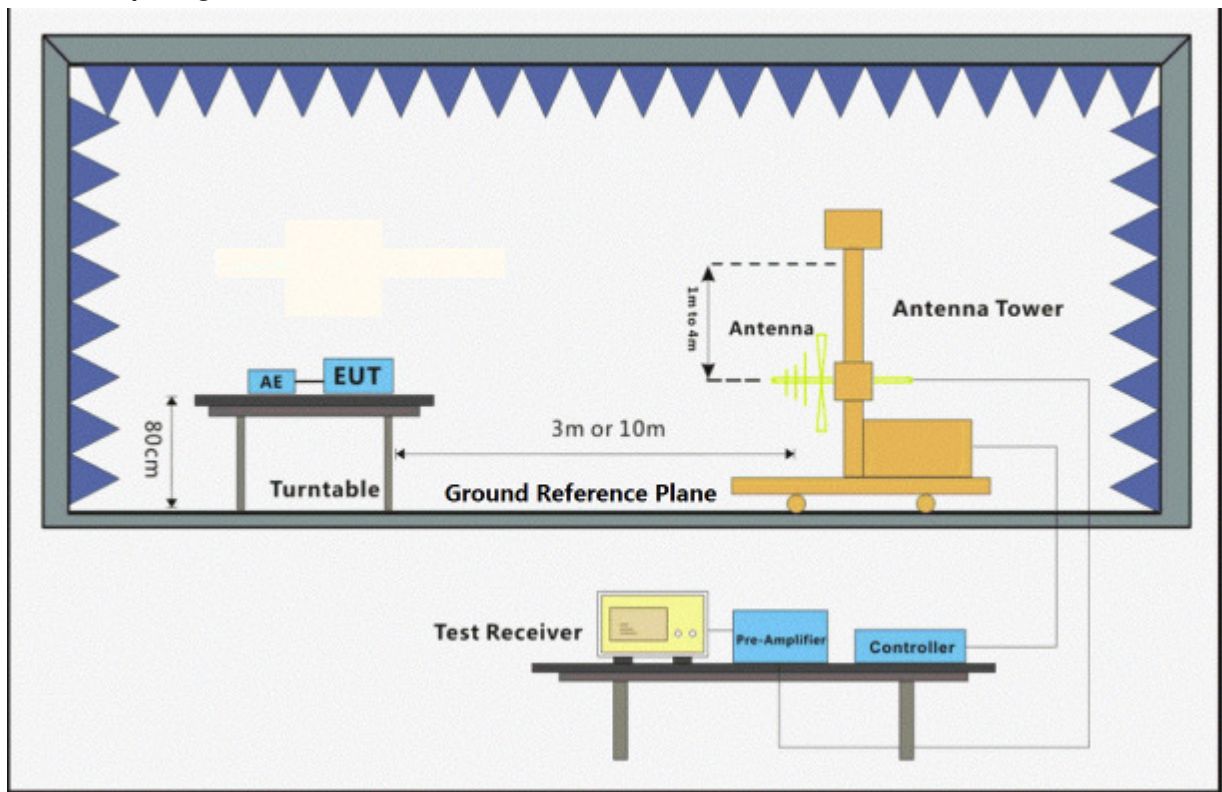 1m to 4m
Antenna Tower
Antenna
AE
EUT
80cm
3m or 10m
Turntable
Ground Reference Plane
Test Receiver
Pre-Amplifier
Controller